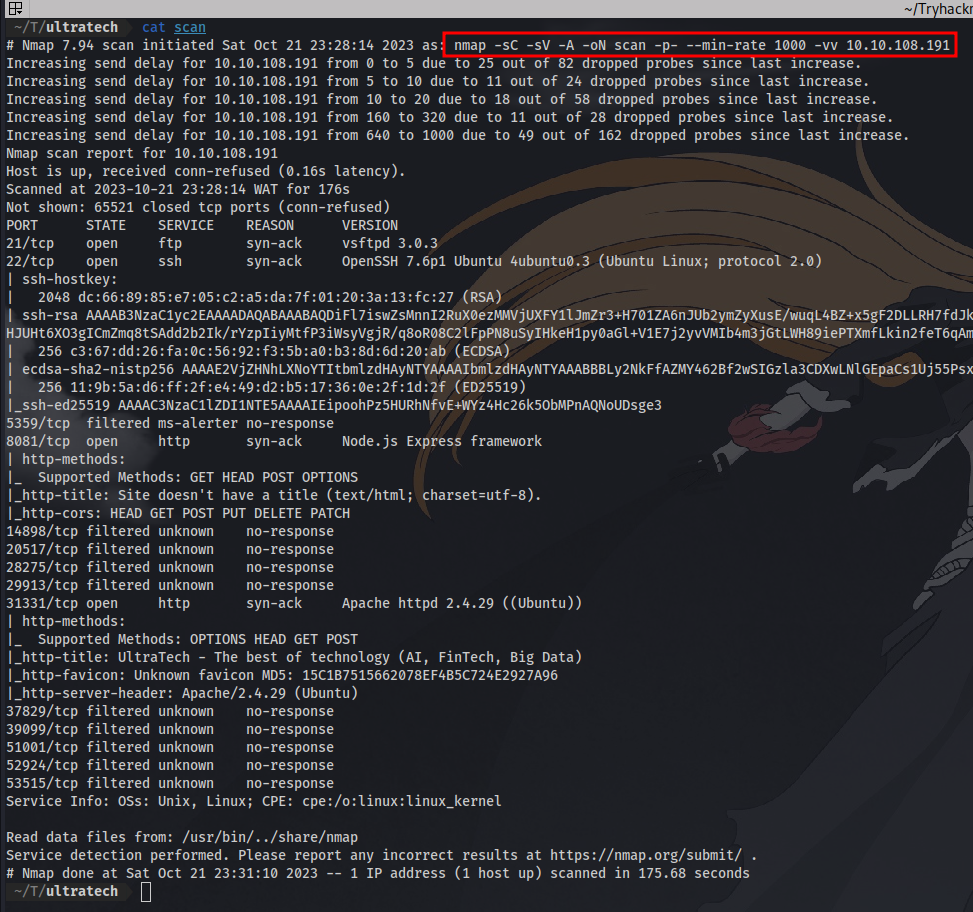 ~/Tryhackm
~/T/ultratech cat scan
# Nmap 7.94 scan initiated Sat Oct 21 23:28:14 2023 as: nmap -sC -sV -A -oN scan -p- --min-rate 1000 -vv 10.10.108.191
Increasing send delay for 10.10.108.191 from 0 to 5 due to 25 out of 82 dropped probes since last increase.
Increasing send delay for 10.10.108.191 from 5 to 10 due to 11 out of 24 dropped probes since last increase.
Increasing send delay for 10.10.108.191 from 10 to 20 due to 18 out of 58 dropped probes since last increase.
Increasing send delay for 10.10.108.191 from 160 to 320 due to 11 out of 28 dropped probes since last increase.
Increasing send delay for 10.10.108.191 from 640 to 1000 due to 49 out of 162 dropped probes since last increase.
Nmap scan report for 10.10.108.191
Host is up, received conn-refused (0.16s latency).
Scanned at 2023-10-21 23:28:14 WAT for 176s
Not shown: 65521 closed tcp ports (conn-refused)
PORT STATE SERVICE REASON VERSION
21/tcp open ftp syn-ack vsftpd 3.0.3
22/tcp open ssh syn-ack OpenSSH 7.6p1 Ubuntu 4ubuntu0.3 (Ubuntu Linux; protocol 2.0)
| ssh-hostkey:
| 2048 dc:66:89:85:e7:05:c2:a5:da:7f:01:20:3a:13:fc:27 (RSA)
| ssh-rsa AAAAB3NzaC1yc2EAAAADAQABAAABAQDiFl7iswZsMnnI2RuX0ezMMVjUXFY1lJmZr3+H701ZA6nJUb2ymZyXusE/wuqL4BZ+x5gF2DLLRH7fdJk
HJUHt6XO3gICmZmq8tSAdd2b2Ik/rYzpIiyMtfP3iWsyVgjR/q8oR08C2lFpPN8uSyIHkeH1py0aGl+V1E7j2yvVMIb4m3jGtLWH89iePTXmfLkin2feT6qAm
| 256 c3:67:dd:26:fa:0c:56:92:f3:5b:a0:b3:8d:6d:20:ab (ECDSA)
| ecdsa-sha2-nistp256 AAAAE2VjZHNhLXNoYTItbmlzdHAyNTYAAAAIbmlzdHAyNTYAAABBBLy2NkFfAZMY462Bf2wSIGzla3CDXwLNlGEpaCs1Uj55Psx
| 256 11:9b:5a:d6:ff:2f:e4:49:d2:b5:17:36:0e:2f:1d:2f (ED25519)
|_ssh-ed25519 AAAAC3NzaC1lZDI1NTE5AAAAIEipoohPz5HURhNfvE+WYz4Hc26k5ObMPnAQNoUDsge3
5359/tcp filtered ms-alerter no-response
8081/tcp open http syn-ack Node.js Express framework
| http-methods:
|_ Supported Methods: GET HEAD POST OPTIONS
|_http-title: Site doesn't have a title (text/html; charset=utf-8).
|_http-cors: HEAD GET POST PUT DELETE PATCH
14898/tcp filtered unknown no-response
20517/tcp filtered unknown no-response
28275/tcp filtered unknown no-response
29913/tcp filtered unknown no-response
31331/tcp open http syn-ack Apache httpd 2.4.29 ((Ubuntu))
| http-methods:
|_ Supported Methods: OPTIONS HEAD GET POST
|_http-title: UltraTech - The best of technology (AI, FinTech, Big Data)
|_http-favicon: Unknown favicon MD5: 15C1B7515662078EF4B5C724E2927A96
|_http-server-header: Apache/2.4.29 (Ubuntu)
37829/tcp filtered unknown no-response
39099/tcp filtered unknown no-response
51001/tcp filtered unknown no-response
52924/tcp filtered unknown no-response
53515/tcp filtered unknown no-response
Service Info: OSs: Unix, Linux; CPE: cpe:/o:linux:linux_kernel
Read data files from: /usr/bin/../share/nmap
Service detection performed. Please report any incorrect results at https://nmap.org/submit/ .
# Nmap done at Sat Oct 21 23:31:10 2023 -- 1 IP address (1 host up) scanned in 175.68 seconds
~/T/ultratech